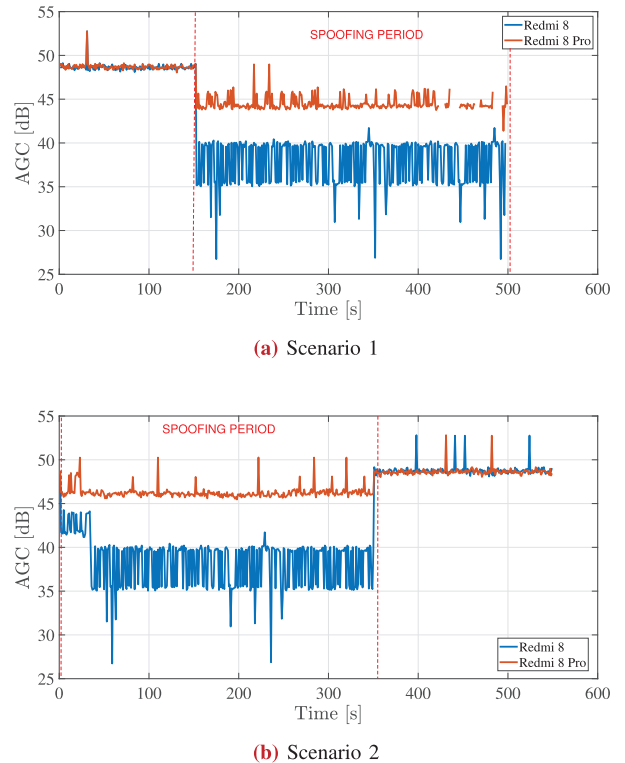 55
50
45
40
35
30
25
AGC [dB]
SPOOFING PERIOD
Redmi 8
Redmi 8 Pro
0 100 200 300 400 500 600
Time [s]
(a) Scenario 1
55
50
45
40
35
30
25
AGC [dB]
SPOOFING PERIOD
Redmi 8
Redmi 8 Pro
0 100 200 300 400 500 600
Time [s]
(b) Scenario 2